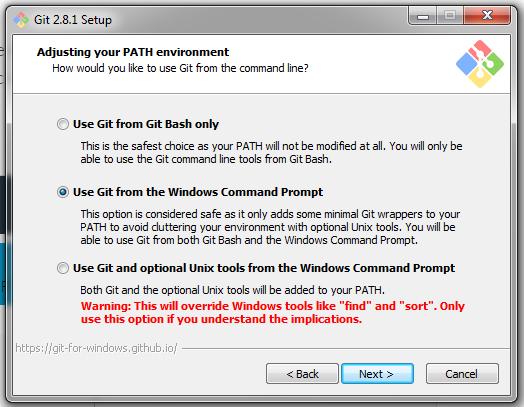 Git 2.8.1 Setup
Adjusting your PATH environment
How would you like to use Git from the command line?
Use Git from Git Bash only
This is the safest choice as your PATH will not be modified at all. You will only be
able to use the Git command line tools from Git Bash.
Use Git from the Windows Command Prompt
This option is considered safe as it only adds some minimal Git wrappers to your
PATH to avoid cluttering your environment with optional Unix tools. You will be
able to use Git from both Git Bash and the Windows Command Prompt.
Use Git and optional Unix tools from the Windows Command Prompt
Both Git and the optional Unix tools will be added to your PATH.
Warning: This will override Windows tools like "find" and "sort". Only
use this option if you understand the implications.
https://git-for-windows.github.io/
< Back Next > Cancel